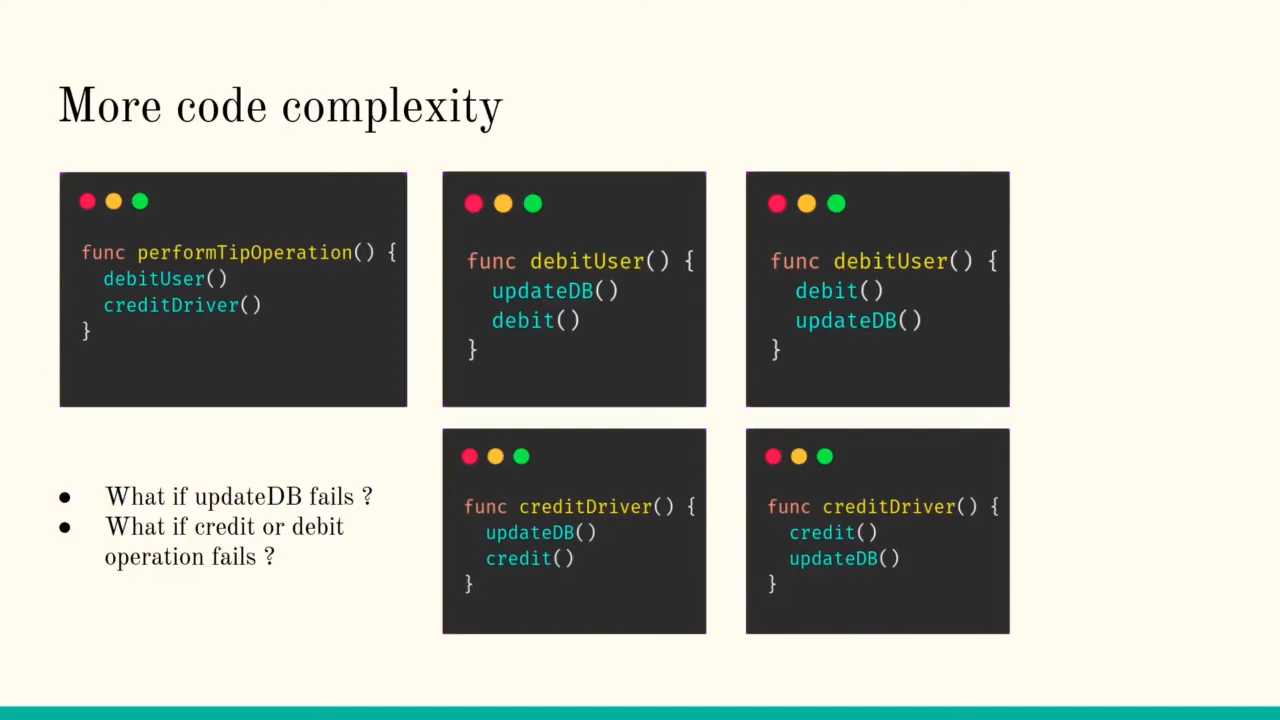 More code complexity
func performTipOperation() {
  debitUser()
  creditDriver()
}
func debitUser() {
  updateDB()
  debit()
}
func debitUser() {
  debit()
  updateDB()
}
● What if updateDB fails ?
● What if credit or debit
operation fails ?
func creditDriver() {
  updateDB()
  credit()
}
func creditDriver() {
  credit()
  updateDB()
}